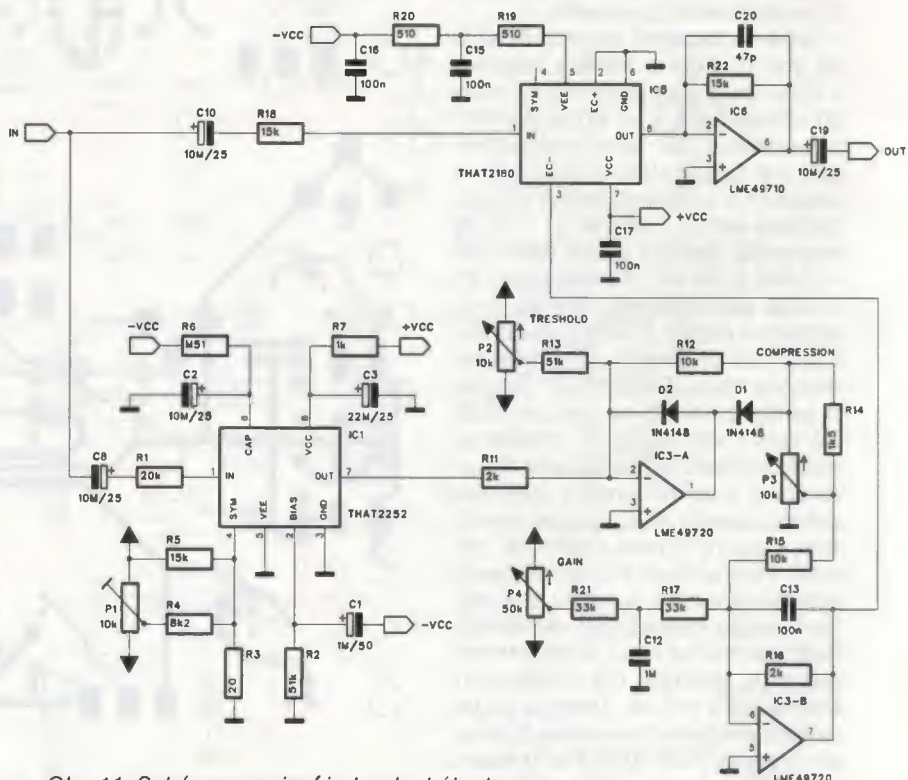 R20
510
R19
510
-VCC
C16
100n
C15
100n
C20
47p
R22
15k
4
5
2
6
SYM
VEE
EC+
GND
IC5
IN
C10
10M/25
R18
15k
1
IN
OUT
8
EC-
VCC
THAT2180
3
7
IC6
2
3
6
LME49710
C19
10M/25
OUT
+VCC
C17
100n
-VCC
R6
M51
R7
1k
+VCC
C2
10M/25
C3
22M/25
TRESHOLD
P2
10k
R13
51k
R12
10k
COMPRESSION
D2
1N4148
D1
1N4148
R14
1k5
IC1
CAP
VCC
C8
10M/25
R1
20k
1
IN
OUT
7
SYM
VEE
BIAS
GND
4
5
2
3
THAT2252
R11
2k
IC3-A
2
3
1
LME49720
P3
10k
R5
15k
P1
10k
R4
8k2
R3
20
R2
51k
C1
1M/50
-VCC
GAIN
P4
50k
R21
33k
R17
33k
C12
1M
R15
10k
C13
100n
R16
2k
IC3-B
6
5
7
LME49720